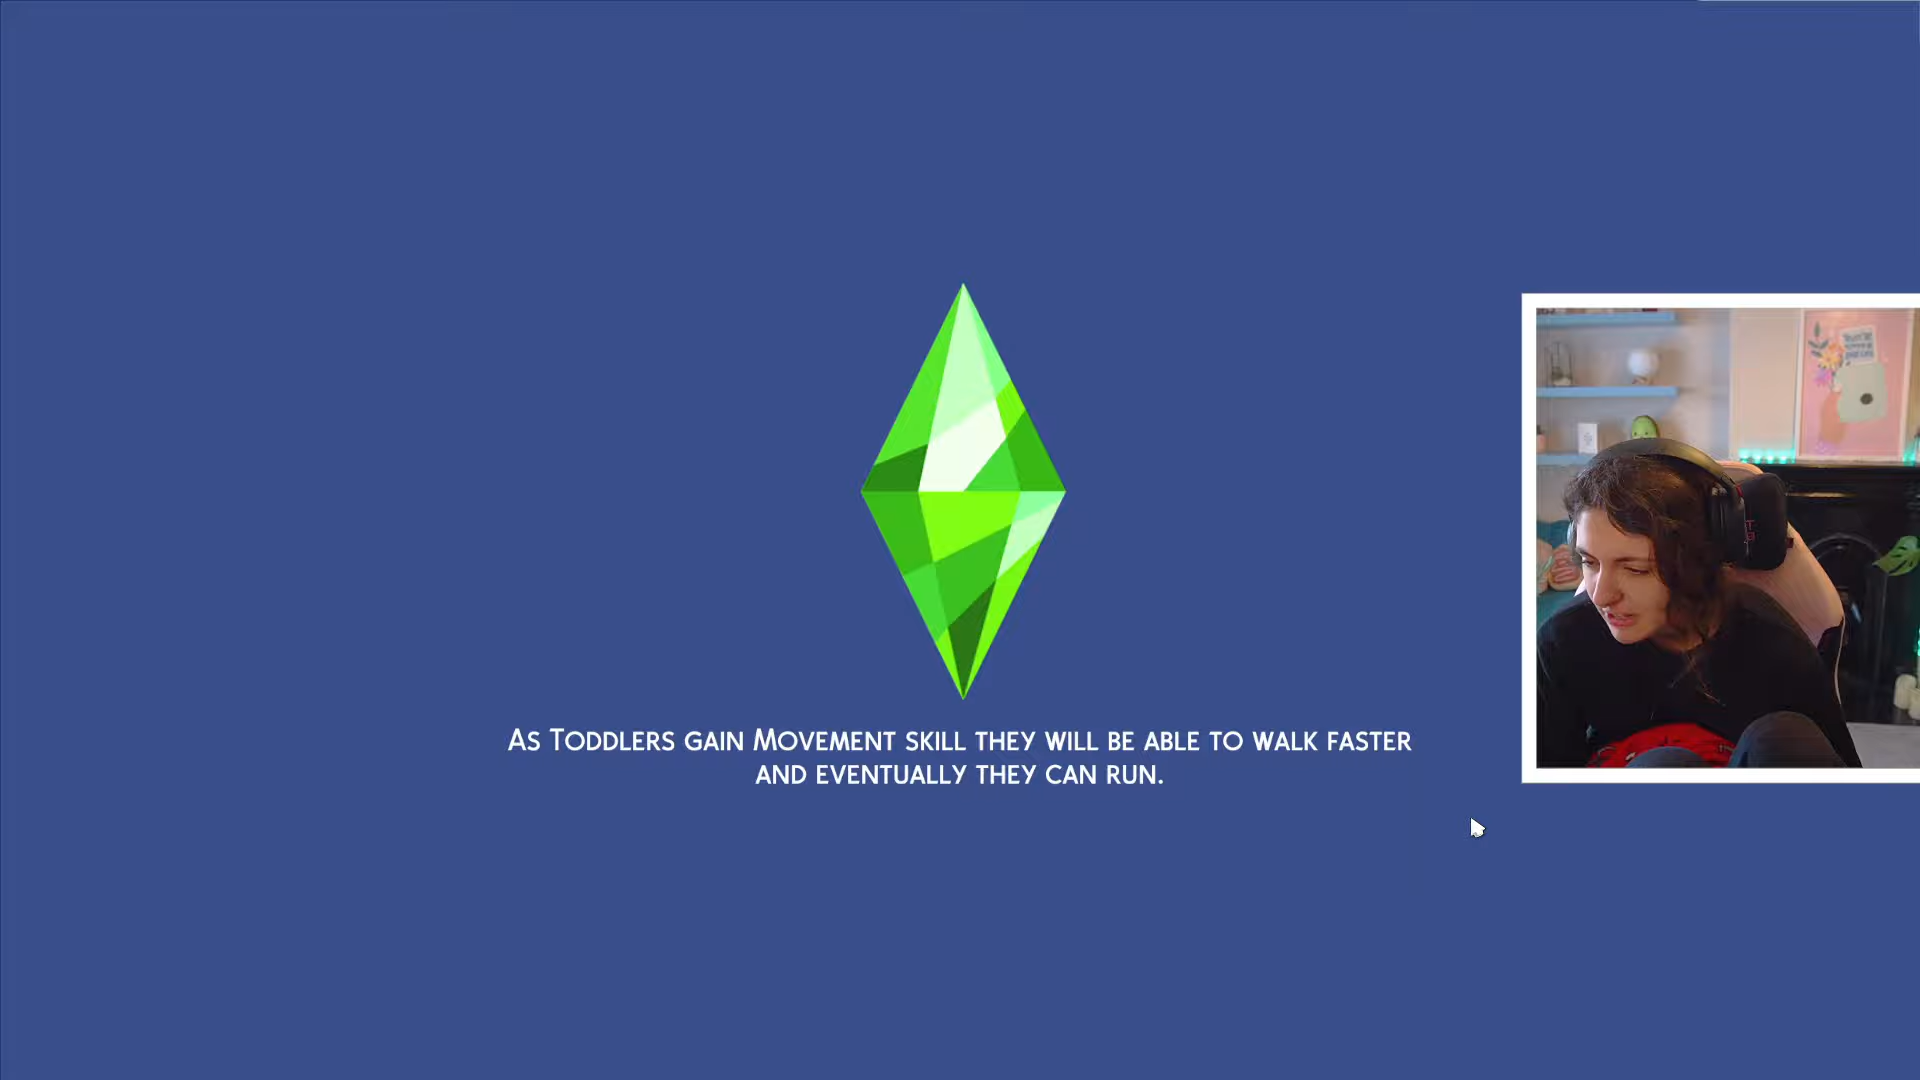 As Toddlers gain Movement skill they will be able to walk faster
and eventually they can run.